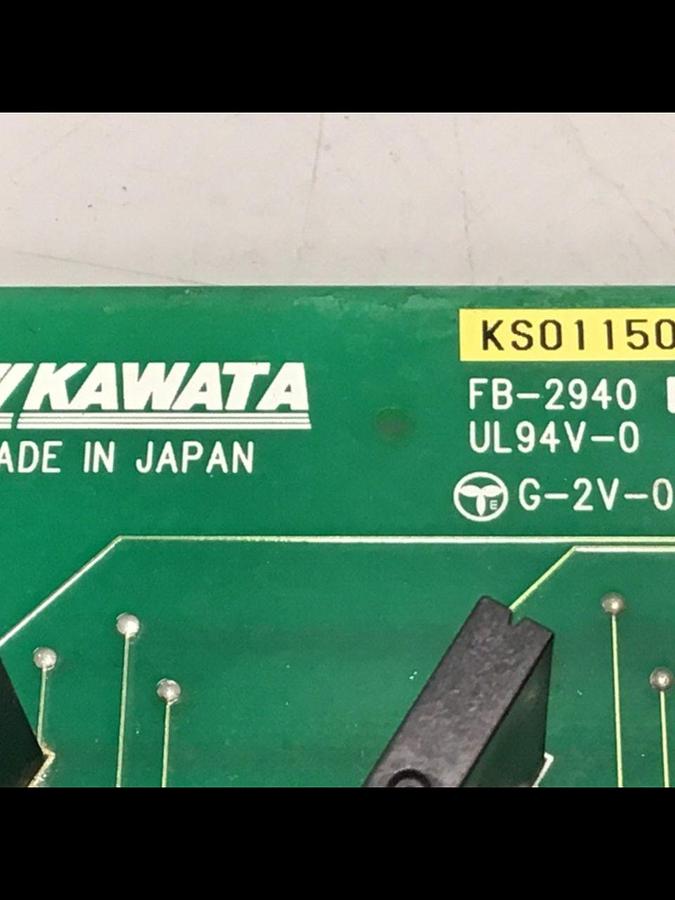 KAWATA
ADE IN JAPAN
KS01150
FB-2940
UL94V-0
E
G-2V-0